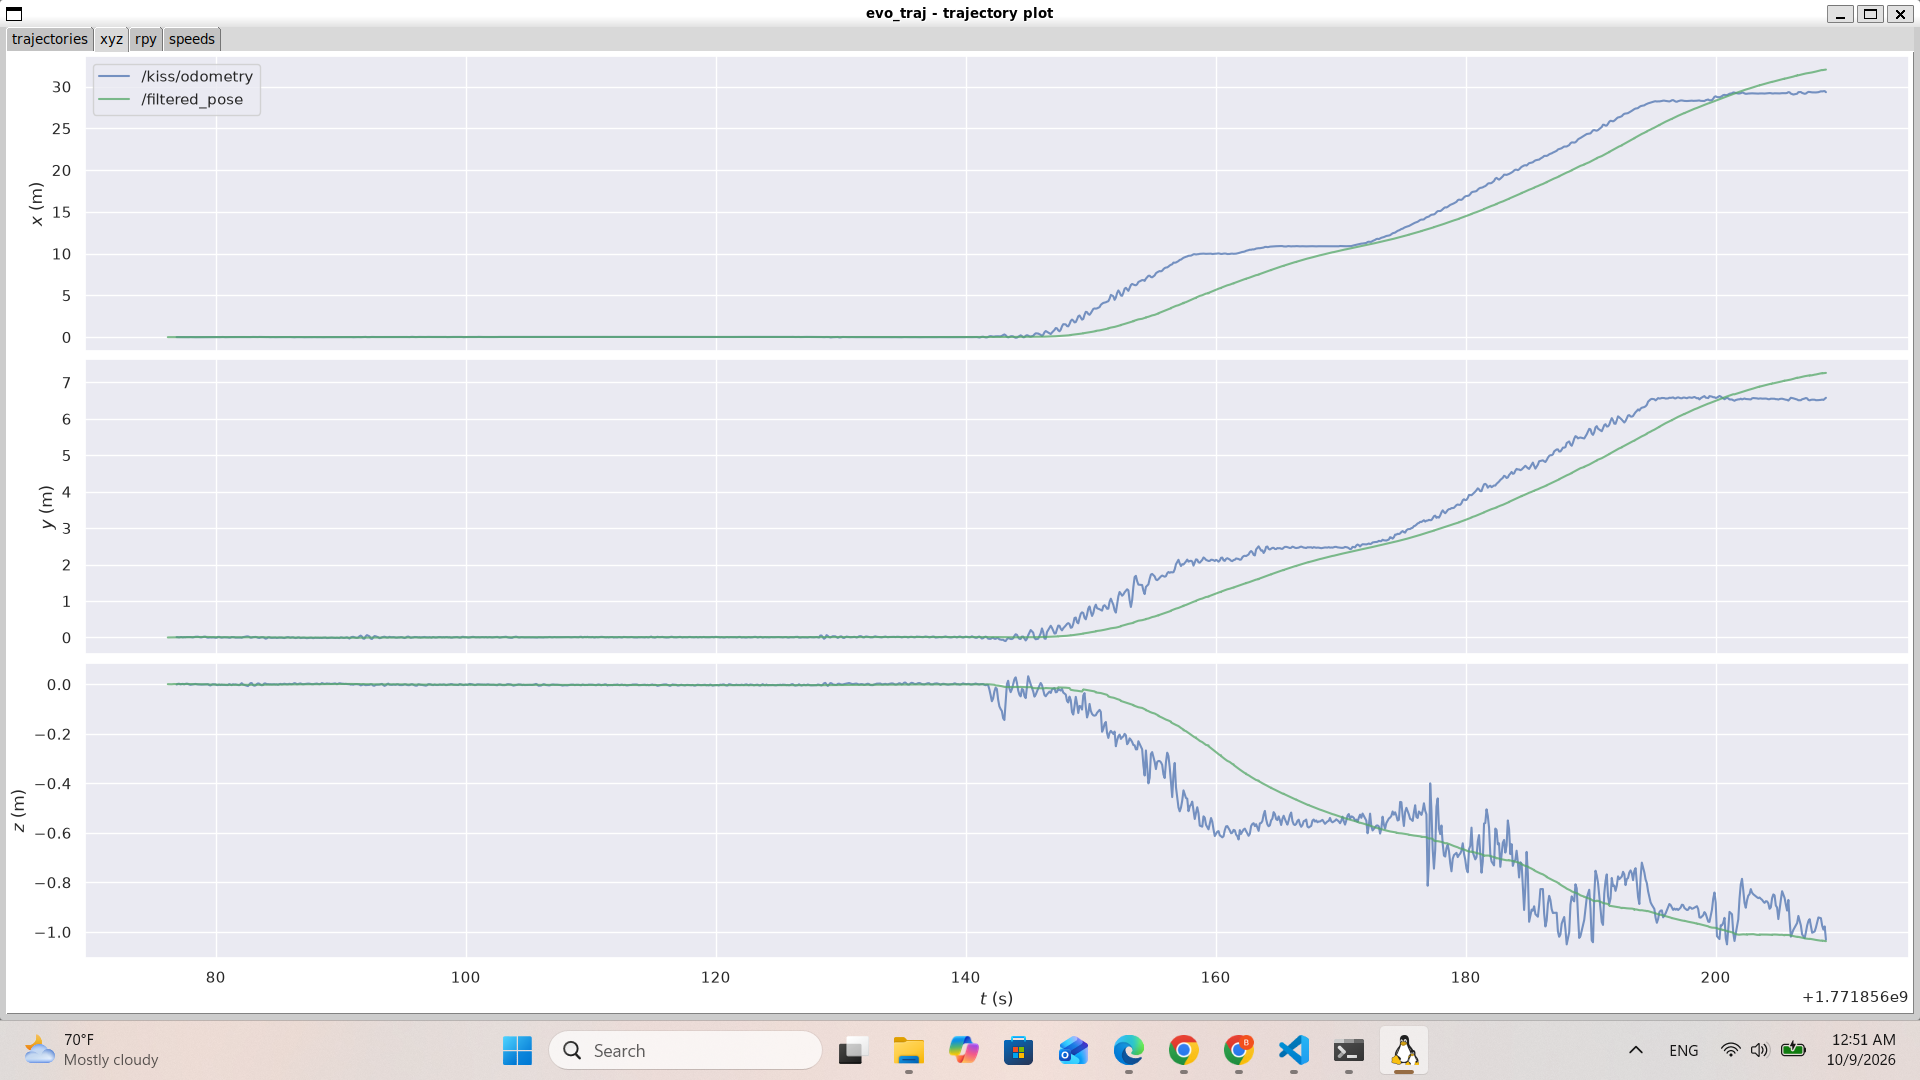 evo_traj - trajectory plot
trajectories xyz rpy speeds
/kiss/odometry
/filtered_pose
30
25
20
15
10
5
0
x (m)
7
6
5
4
3
2
1
0
y (m)
0.0
−0.2
−0.4
−0.6
−0.8
−1.0
z (m)
80 100 120 140 160 180 200
t (s)
+1.771856e9
70°F
Mostly cloudy
Search
B
ENG
12:51 AM
10/9/2026